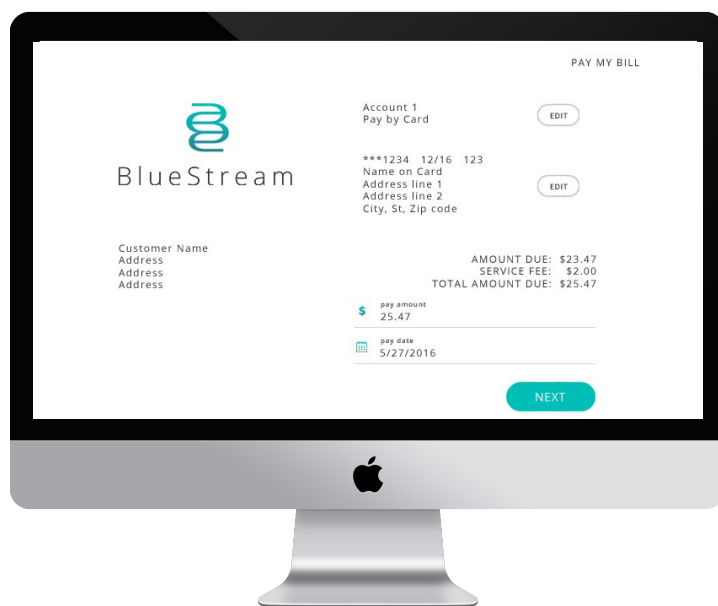 PAY MY BILL
BlueStream
Customer Name
Address
Address
Address
Account 1
Pay by Card
EDIT
***1234 12/16 123
Name on Card
Address line 1
Address line 2
City, St, Zip code
EDIT
AMOUNT DUE: $23.47
SERVICE FEE: $2.00
TOTAL AMOUNT DUE: $25.47
$
pay amount
25.47
pay date
5/27/2016
NEXT